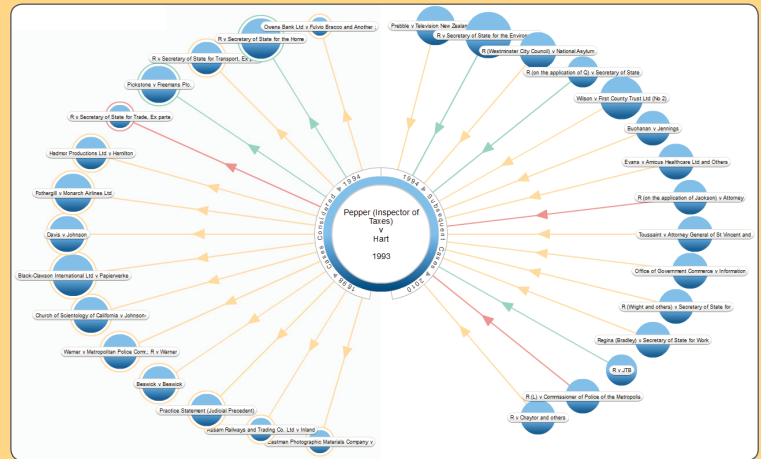 Owens Bank Ltd v Fulvio Bracco and Another
R v Secretary of State for the Home
R v Secretary of State for Transport, Ex p
Pickstone v Freemans Plc.
R v Secretary of State for Trade, Ex parte
Hadmor Productions Ltd v Hamilton
Fothergill v Monarch Airlines Ltd
Davis v Johnson
Black-Clawson International Ltd v Papierwerke
Church of Scientology of California v Johnson-
Warner v Metropolitan Police Comr.; R v Warner
Beswick v Beswick
Practice Statement (Judicial Precedent)
Assam Railways and Trading Co. Ltd v Inland
Eastman Photographic Materials Company v
1898 ► Cases Considered ► 1994
Pepper (Inspector of
Taxes)
v
Hart
1993
1994 ► Subsequent Cases ► 2010
Prebble v Television New Zealan
R v Secretary of State for the Environ
R (Westminster City Council) v National Asylum
R (on the application of Q) v Secretary of State
Wilson v First County Trust Ltd (No 2)
Buchanan v Jennings
Evans v Amicus Healthcare Ltd and Others
R (on the application of Jackson) v Attorney
Toussaint v Attorney General of St Vincent and
Office of Government Commerce v Information
R (Wright and others) v Secretary of State for
Regina (Bradley) v Secretary of State for Work
R v JTB
R (L) v Commissioner of Police of the Metropolis
R v Chaytor and others